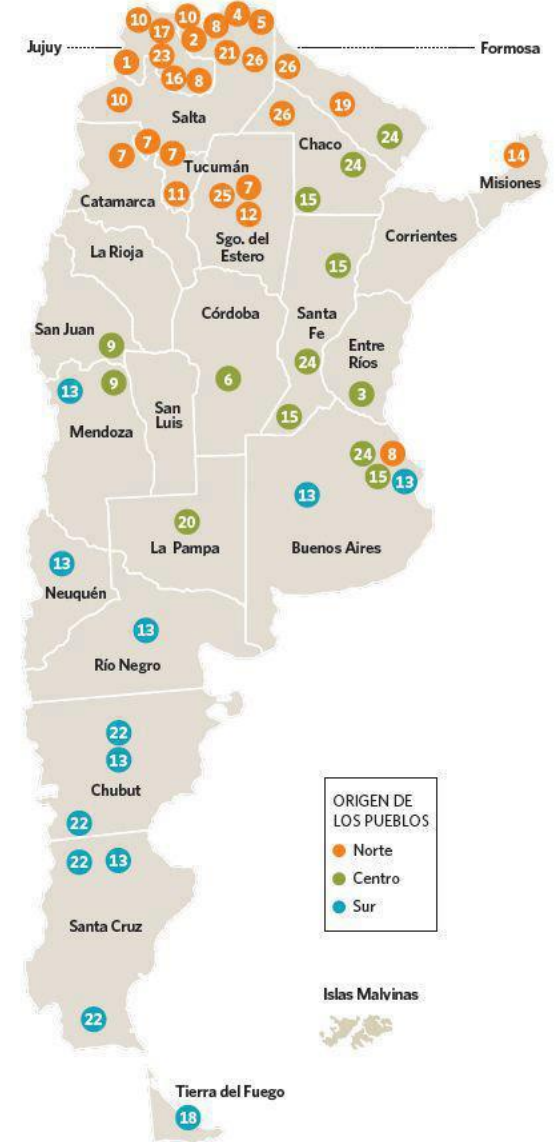 10
10
4
8
5
17
2
Jujuy
Formosa
21
23
26
1
26
16
8
10
19
26
Salta
24
Chaco
7
7
7
24
14
Tucumán
Misiones
7
11
25
15
Catamarca
12
Sgo. del
Estero
Corrientes
La Rioja
15
Córdoba
Santa
Fe
San Juan
9
Entre
Ríos
24
9
6
13
3
San
Luis
15
Mendoza
24
8
15
13
13
20
La Pampa
Buenos Aires
13
Neuquén
13
Río Negro
22
13
Chubut
22
22
13
Santa Cruz
22
ORIGEN DE
LOS PUEBLOS
Norte
Centro
Sur
Islas Malvinas
Tierra del Fuego
18